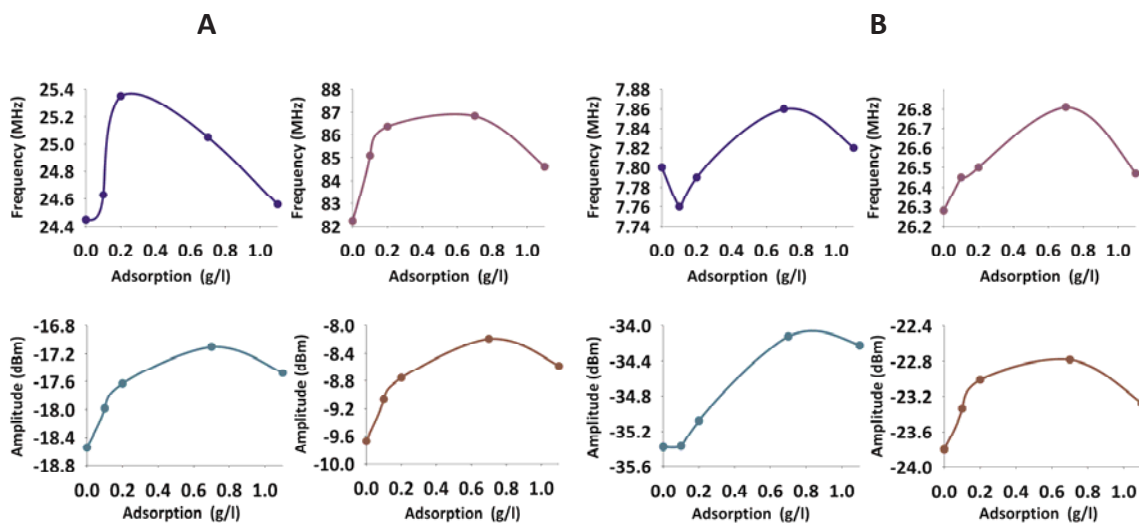 A B
25.4 88 7.88
25.2 87 7.86 26.8
25.0 86 7.84 26.7
24.8 85 7.82 26.6
24.6 84 7.80 26.5
24.4 83 7.78 26.4
82 7.76 26.3
7.74 26.2
Frequency (MHz) Frequency (MHz) Frequency (MHz) Frequency (MHz)
0.0 0.2 0.4 0.6 0.8 1.0 0.0 0.2 0.4 0.6 0.8 1.0 0.0 0.2 0.4 0.6 0.8 1.0 0.0 0.2 0.4 0.6 0.8 1.0
Adsorption (g/l) Adsorption (g/l) Adsorption (g/l) Adsorption (g/l)
-16.8 -8.0 -34.0 -22.4
-17.2 -8.4 -34.4 -22.8
-17.6 -8.8 -34.8 -23.2
-18.0 -9.2 -35.2 -23.6
-18.4 -9.6 -35.6 -24.0
-18.8 -10.0
Amplitude (dBm) Amplitude (dBm) Amplitude (dBm) Amplitude (dBm)
0.0 0.2 0.4 0.6 0.8 1.0 0.0 0.2 0.4 0.6 0.8 1.0 0.0 0.2 0.4 0.6 0.8 1.0 0.0 0.2 0.4 0.6 0.8 1.0
Adsorption (g/l) Adsorption (g/l) Adsorption (g/l) Adsorption (g/l)